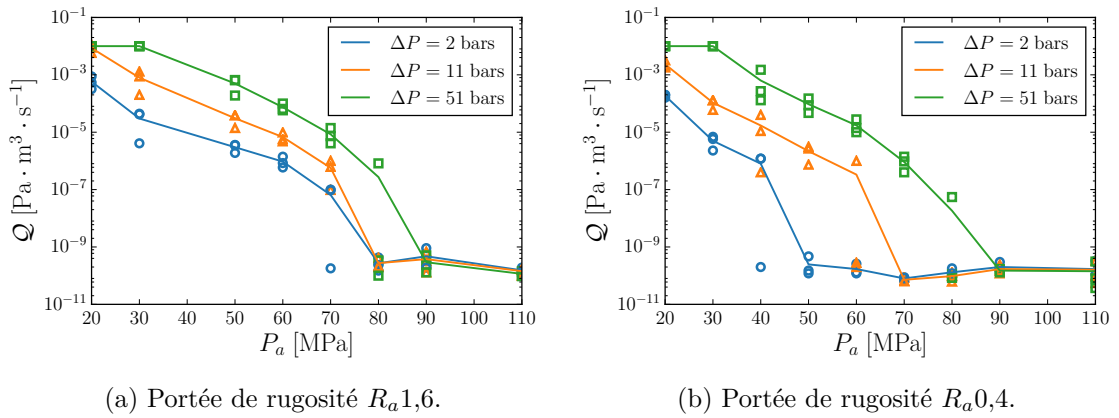 10^{-1}
10^{-3}
10^{-5}
10^{-7}
10^{-9}
10^{-11}
Q [Pa · m^3 · s^{-1}]
20 30 40 50 60 70 80 90 100 110
P_a [MPa]
ΔP = 2 bars
ΔP = 11 bars
ΔP = 51 bars
(a) Portée de rugosité R_a1,6.
10^{-1}
10^{-3}
10^{-5}
10^{-7}
10^{-9}
10^{-11}
Q [Pa · m^3 · s^{-1}]
20 30 40 50 60 70 80 90 100 110
P_a [MPa]
ΔP = 2 bars
ΔP = 11 bars
ΔP = 51 bars
(b) Portée de rugosité R_a0,4.